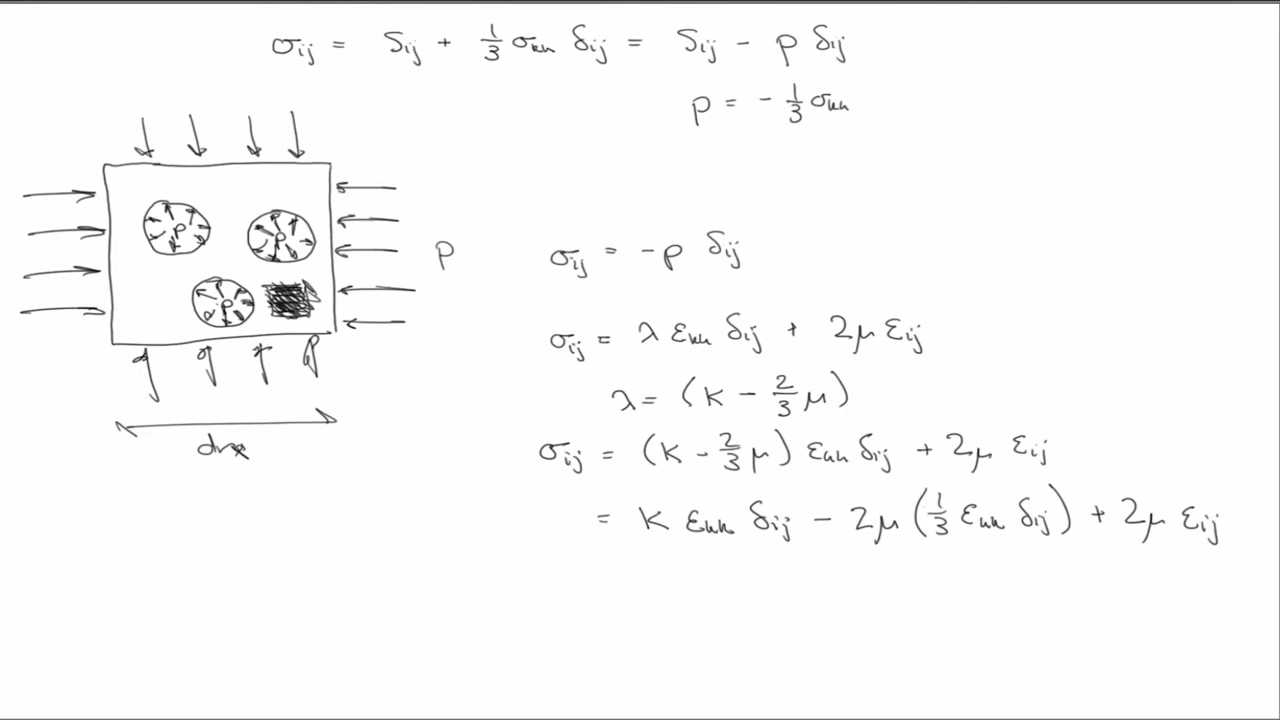 σij = Sij + 1/3 σkk δij = Sij - p δij
p = - 1/3 σkk
p p
p
p
σij = -p δij
σij = λ εkk δij + 2μ εij
λ = (K - 2/3 μ)
σij = (K - 2/3 μ) εkk δij + 2μ εij
= K εkk δij - 2μ (1/3 εkk δij) + 2μ εij